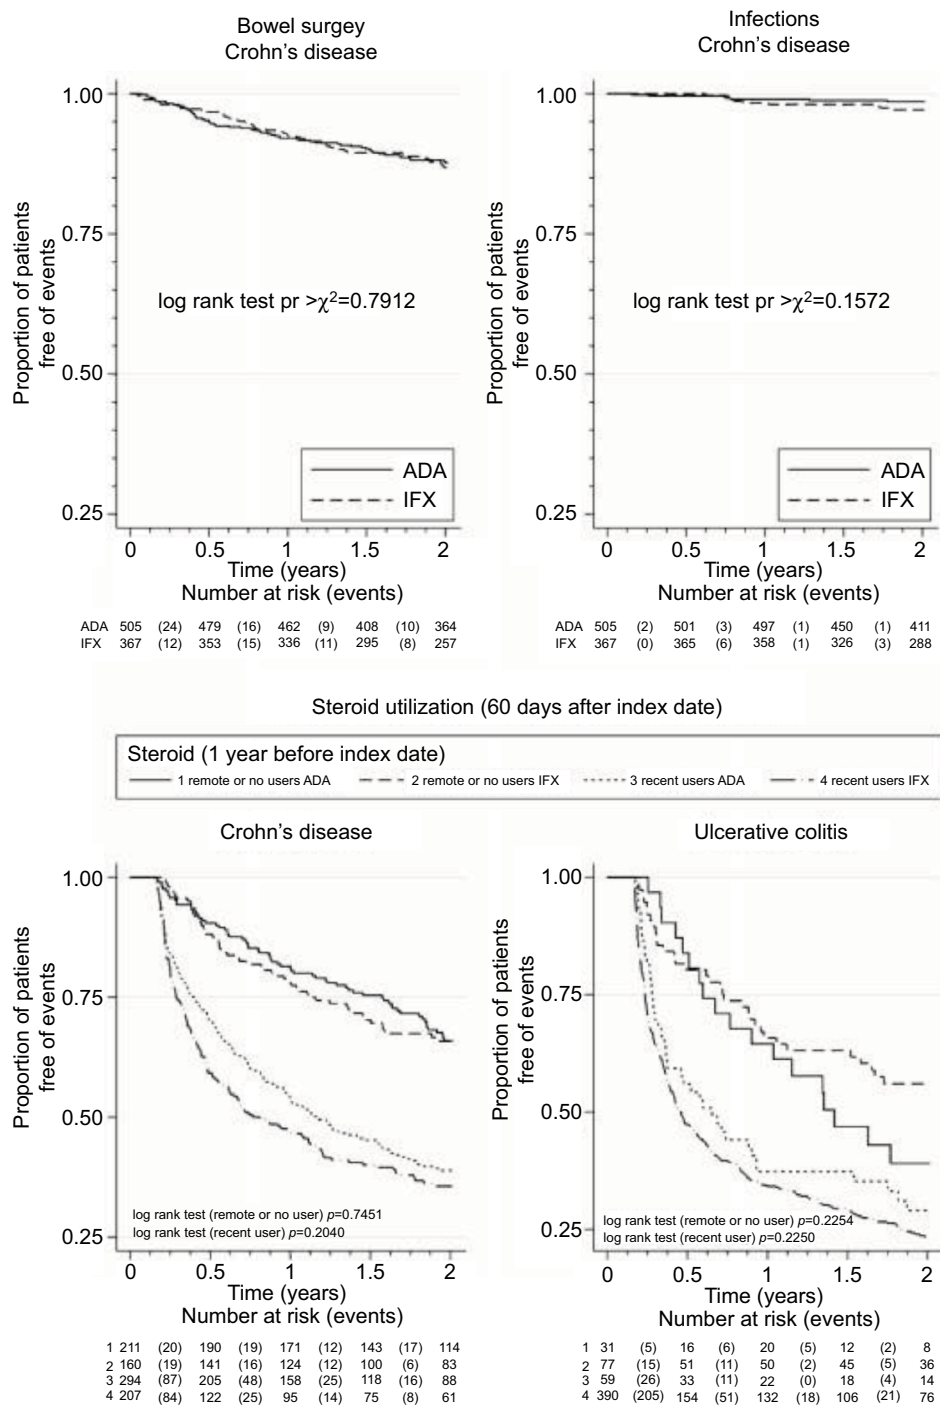 Bowel surgey
Crohn's disease
Proportion of patients
free of events
1.00
0.75
0.50
0.25
log rank test pr >χ²=0.7912
ADA
IFX
0 0.5 1 1.5 2
Time (years)
Number at risk (events)
ADA 505 (24) 479 (16) 462 (9) 408 (10) 364
IFX 367 (12) 353 (15) 336 (11) 295 (8) 257
Infections
Crohn's disease
Proportion of patients
free of events
1.00
0.75
0.50
0.25
log rank test pr >χ²=0.1572
ADA
IFX
0 0.5 1 1.5 2
Time (years)
Number at risk (events)
ADA 505 (2) 501 (3) 497 (1) 450 (1) 411
IFX 367 (0) 365 (6) 358 (1) 326 (3) 288
Steroid utilization (60 days after index date)
Steroid (1 year before index date)
1 remote or no users ADA 2 remote or no users IFX 3 recent users ADA 4 recent users IFX
Crohn's disease
Proportion of patients
free of events
1.00
0.75
0.50
0.25
log rank test (remote or no user) p=0.7451
log rank test (recent user) p=0.2040
0 0.5 1 1.5 2
Time (years)
Number at risk (events)
1 211 (20) 190 (19) 171 (12) 143 (17) 114
2 160 (19) 141 (16) 124 (12) 100 (6) 83
3 294 (87) 205 (48) 158 (25) 118 (16) 88
4 207 (84) 122 (25) 95 (14) 75 (8) 61
Ulcerative colitis
Proportion of patients
free of events
1.00
0.75
0.50
0.25
log rank test (remote or no user) p=0.2254
log rank test (recent user) p=0.2250
0 0.5 1 1.5 2
Time (years)
Number at risk (events)
1 31 (5) 16 (6) 20 (5) 12 (2) 8
2 77 (15) 51 (11) 50 (2) 45 (5) 36
3 59 (26) 33 (11) 22 (0) 18 (4) 14
4 390 (205) 154 (51) 132 (18) 106 (21) 76